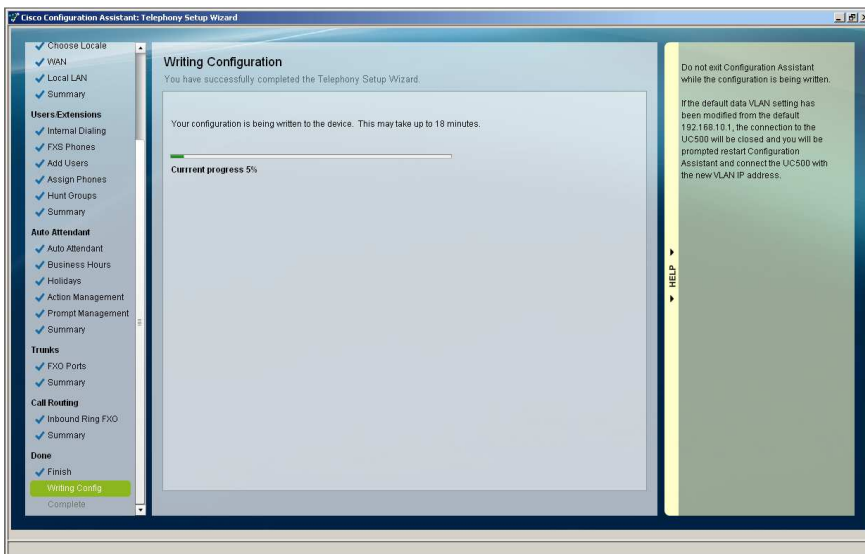 Cisco Configuration Assistant: Telephony Setup Wizard
Choose Locale
WAN
Local LAN
Summary
Users/Extensions
Internal Dialing
FXS Phones
Add Users
Assign Phones
Hunt Groups
Summary
Auto Attendant
Auto Attendant
Business Hours
Holidays
Action Management
Prompt Management
Summary
Trunks
FXO Ports
Summary
Call Routing
Inbound Ring FXO
Summary
Done
Finish
Writing Config
Complete
Writing Configuration
You have successfully completed the Telephony Setup Wizard.
Your configuration is being written to the device. This may take up to 18 minutes.
Currrent progress 5%
HELP
Do not exit Configuration Assistant
while the configuration is being written.
If the default data VLAN setting has
been modified from the default
192.168.10.1, the connection to the
UC500 will be closed and you will be
prompted restart Configuration
Assistant and connect the UC500 with
the new VLAN IP address.